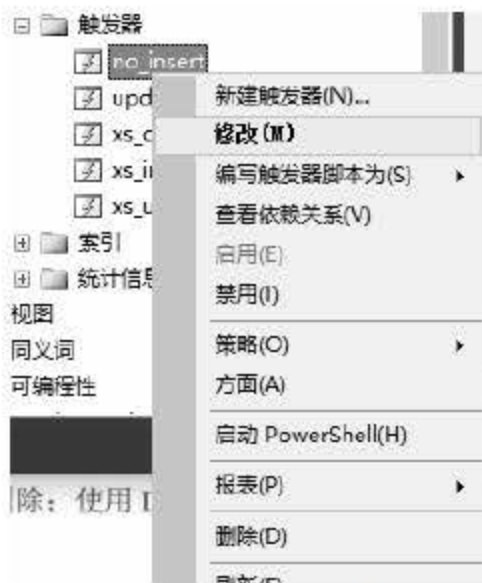 触发器
no_insert
新建触发器(N)...
upd
修改(M)
xs_
编写触发器脚本为(S)
xs_i
查看依赖关系(V)
xs_u
启用(E)
索引
禁用(I)
统计信息
视图
策略(O)
同义词
方面(A)
可编程性
启动 PowerShell(H)
报表(P)
除：使用
删除(D)